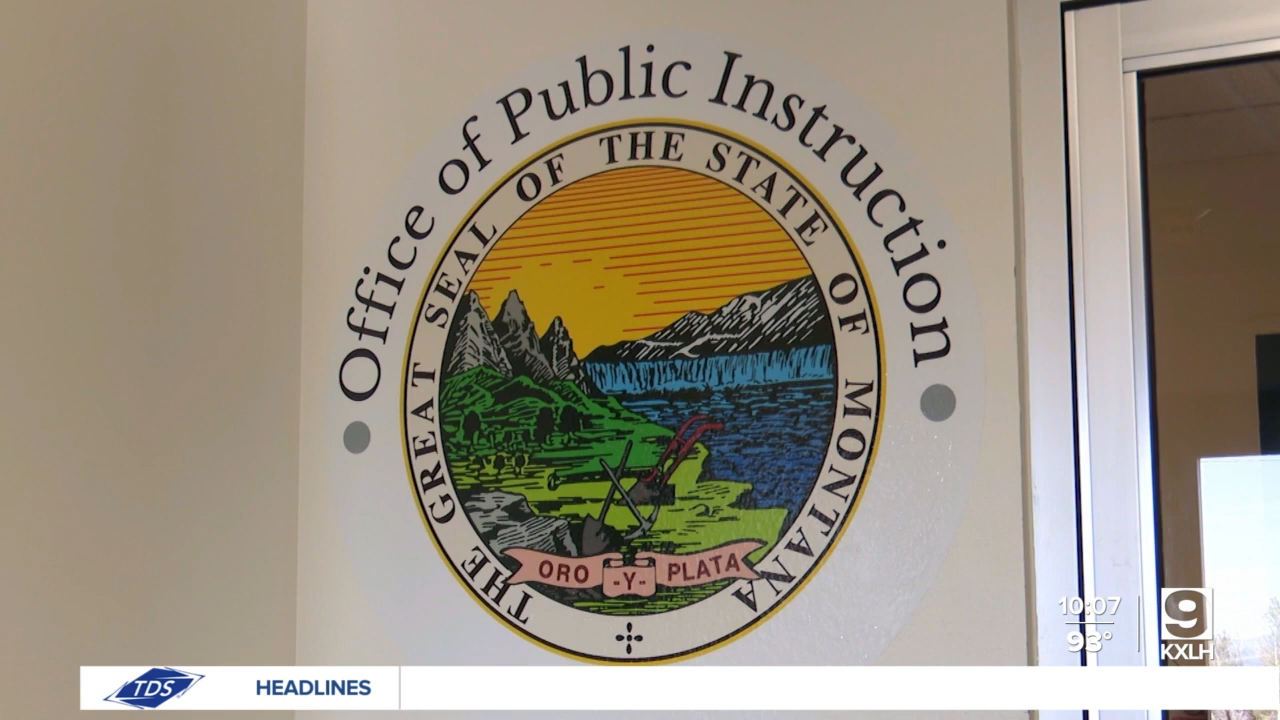 Office of Public Instruction
THE GREAT SEAL OF THE STATE OF MONTANA
ORO -Y- PLATA
10:07
93°
9
KXLH
TDS
HEADLINES